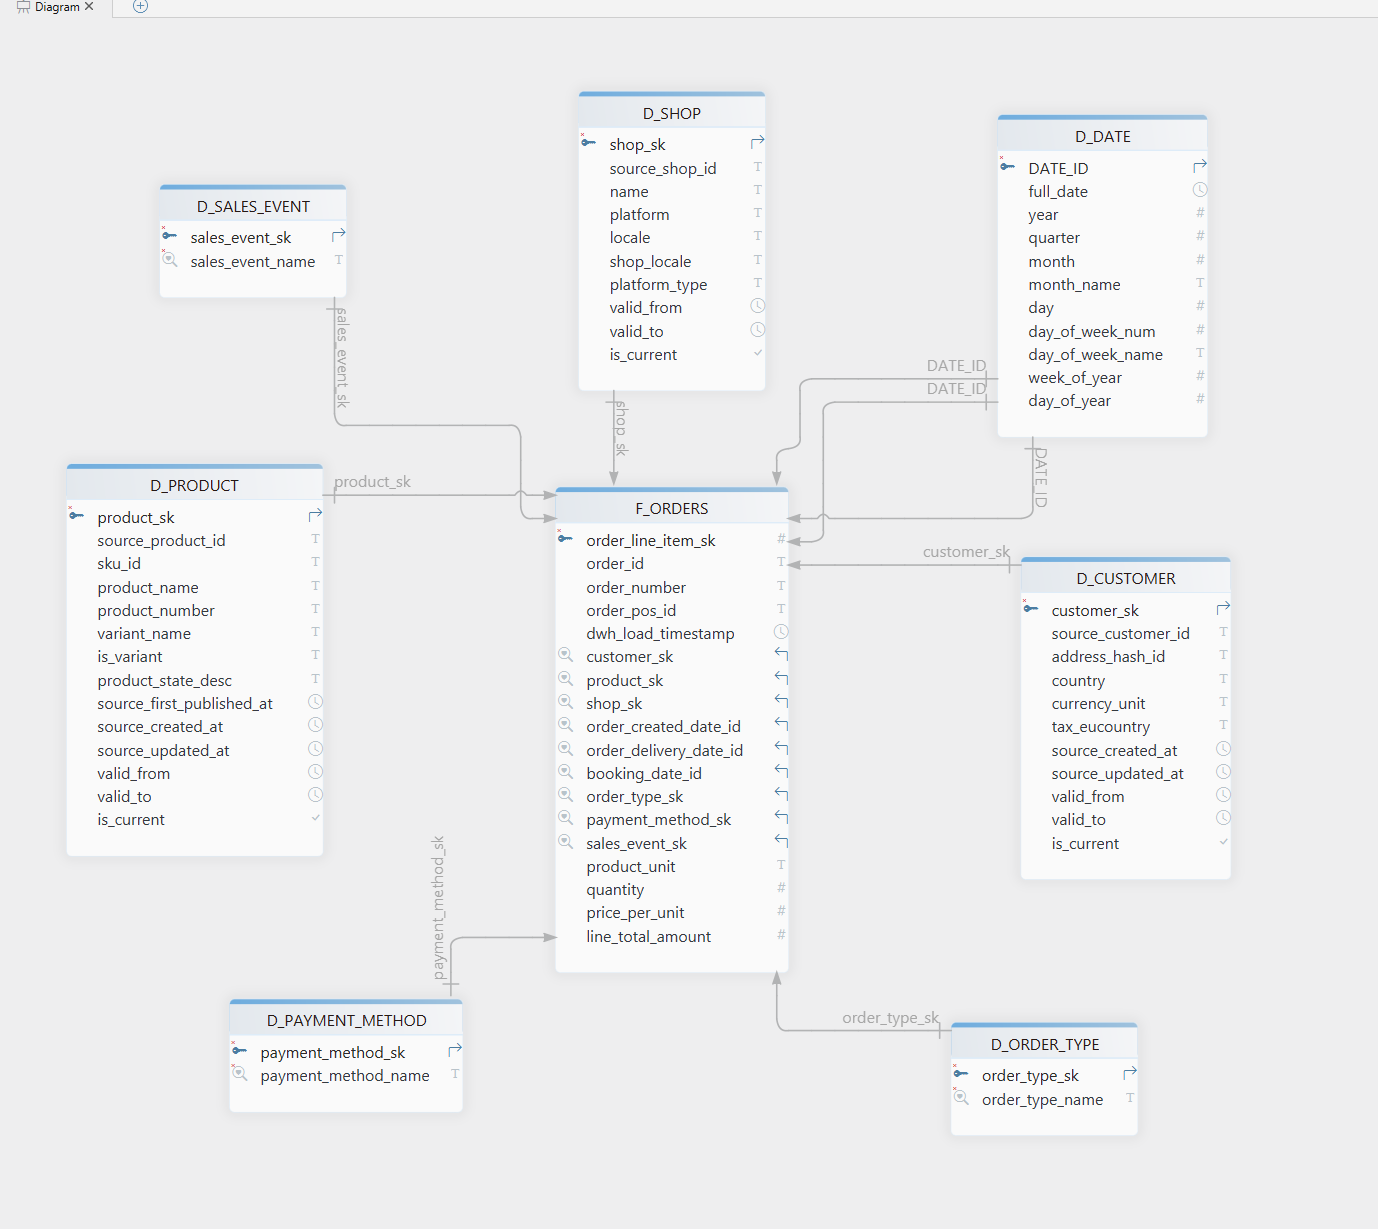 Diagram
D_SHOP
shop_sk
source_shop_id
name
platform
locale
shop_locale
platform_type
valid_from
valid_to
is_current
D_DATE
DATE_ID
full_date
year
quarter
month
month_name
day
day_of_week_num
day_of_week_name
week_of_year
day_of_year
D_SALES_EVENT
sales_event_sk
sales_event_name
sales_event_sk
shop_sk
DATE_ID
DATE_ID
DATE_ID
D_PRODUCT
product_sk
source_product_id
sku_id
product_name
product_number
variant_name
is_variant
product_state_desc
source_first_published_at
source_created_at
source_updated_at
valid_from
valid_to
is_current
product_sk
F_ORDERS
order_line_item_sk
order_id
order_number
order_pos_id
dwh_load_timestamp
customer_sk
product_sk
shop_sk
order_created_date_id
order_delivery_date_id
booking_date_id
order_type_sk
payment_method_sk
sales_event_sk
product_unit
quantity
price_per_unit
line_total_amount
customer_sk
D_CUSTOMER
customer_sk
source_customer_id
address_hash_id
country
currency_unit
tax_eucountry
source_created_at
source_updated_at
valid_from
valid_to
is_current
payment_method_sk
D_PAYMENT_METHOD
payment_method_sk
payment_method_name
order_type_sk
D_ORDER_TYPE
order_type_sk
order_type_name